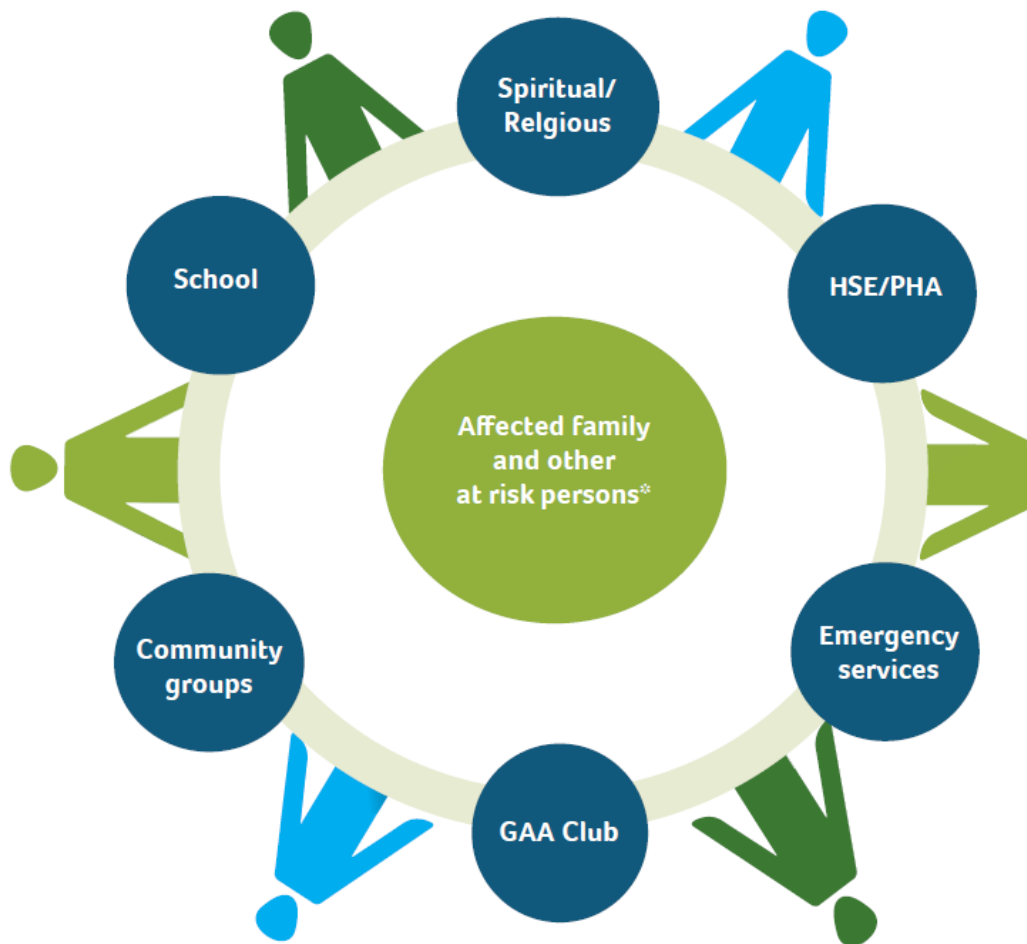 Spiritual/
Relgious
School
HSE/PHA
Affected family
and other
at risk persons*
Community
groups
Emergency
services
GAA Club